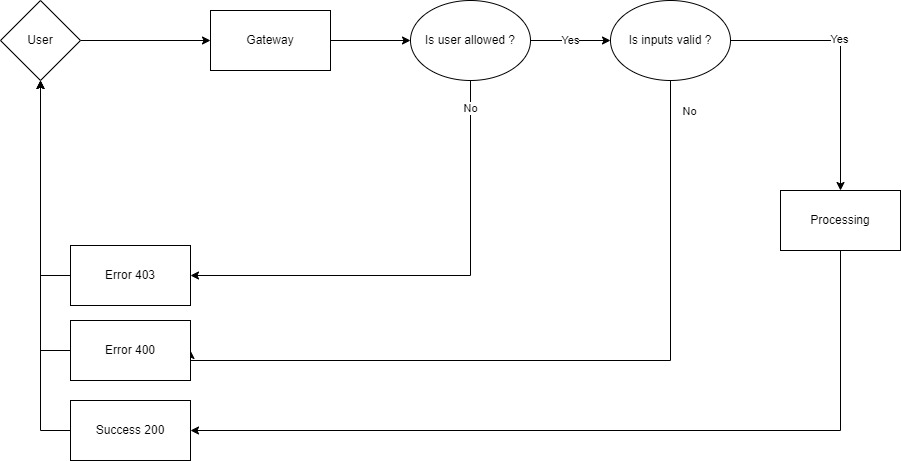 User
Gateway
Is user allowed ?
Yes
Is inputs valid ?
Yes
No
No
Processing
Error 403
Error 400
Success 200